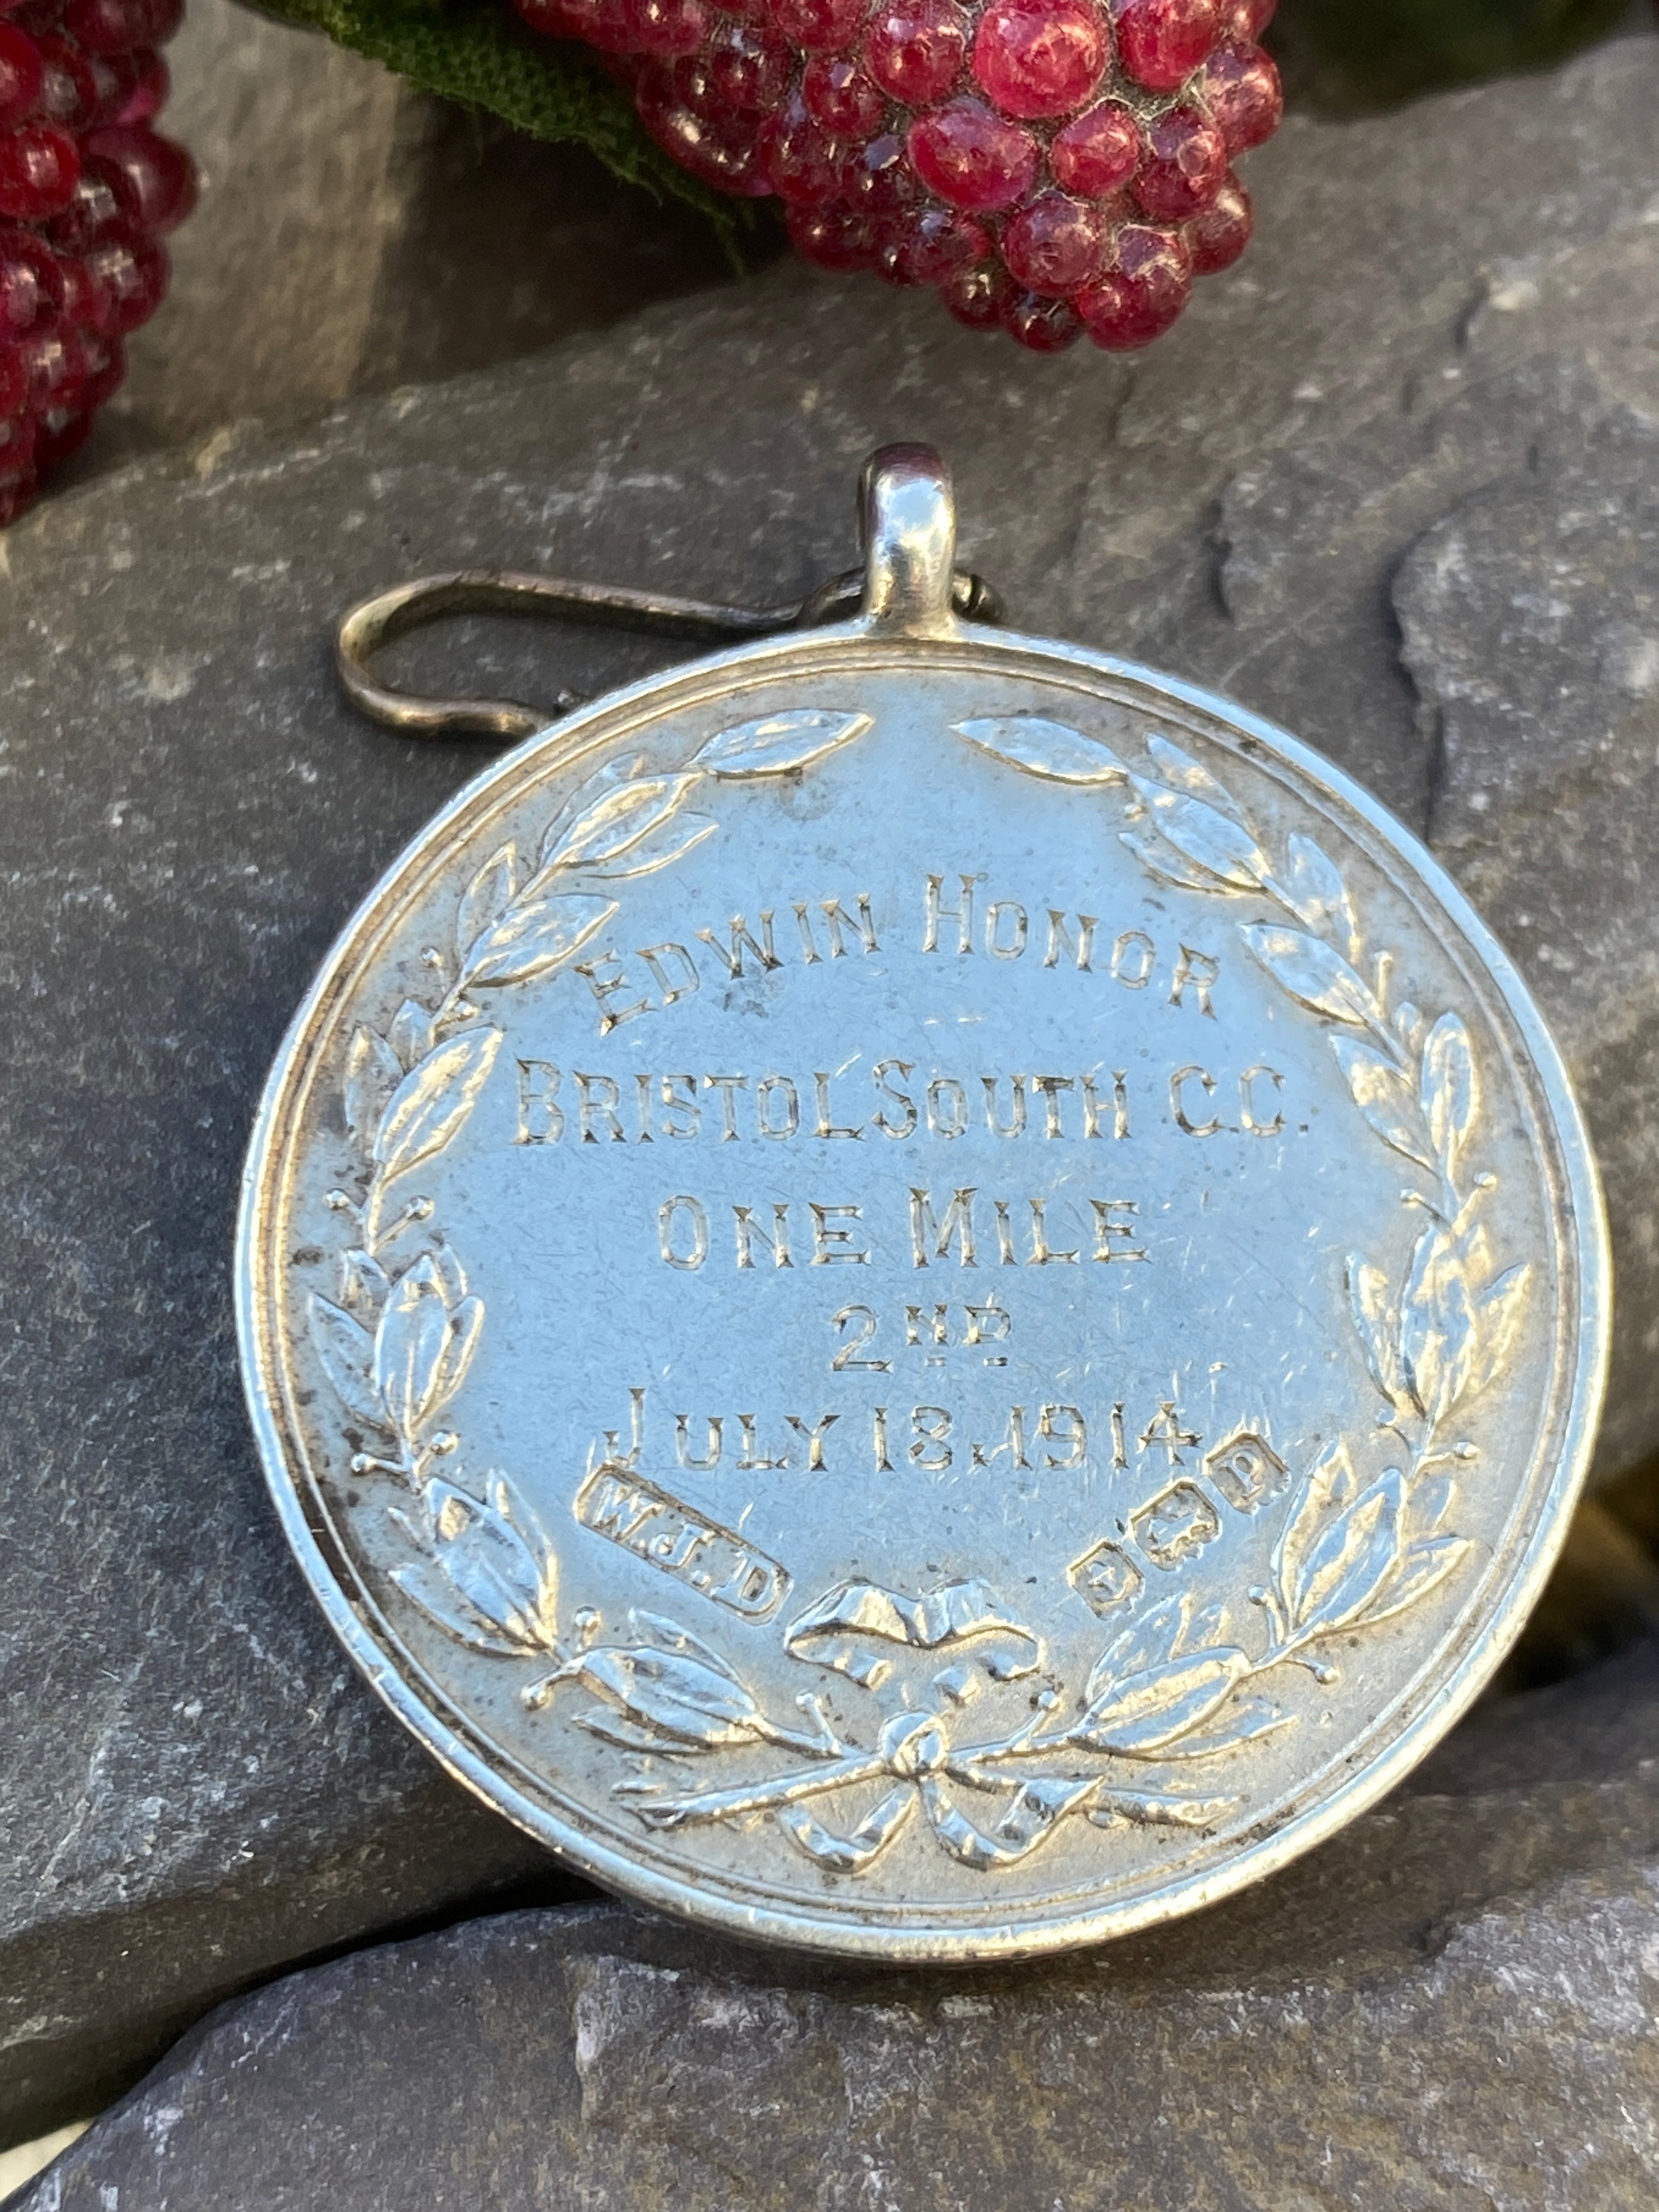 EDWIN HONOR
BRISTOL SOUTH C.C.
ONE MILE
2ND
JULY 18.1914
W.J.D
P